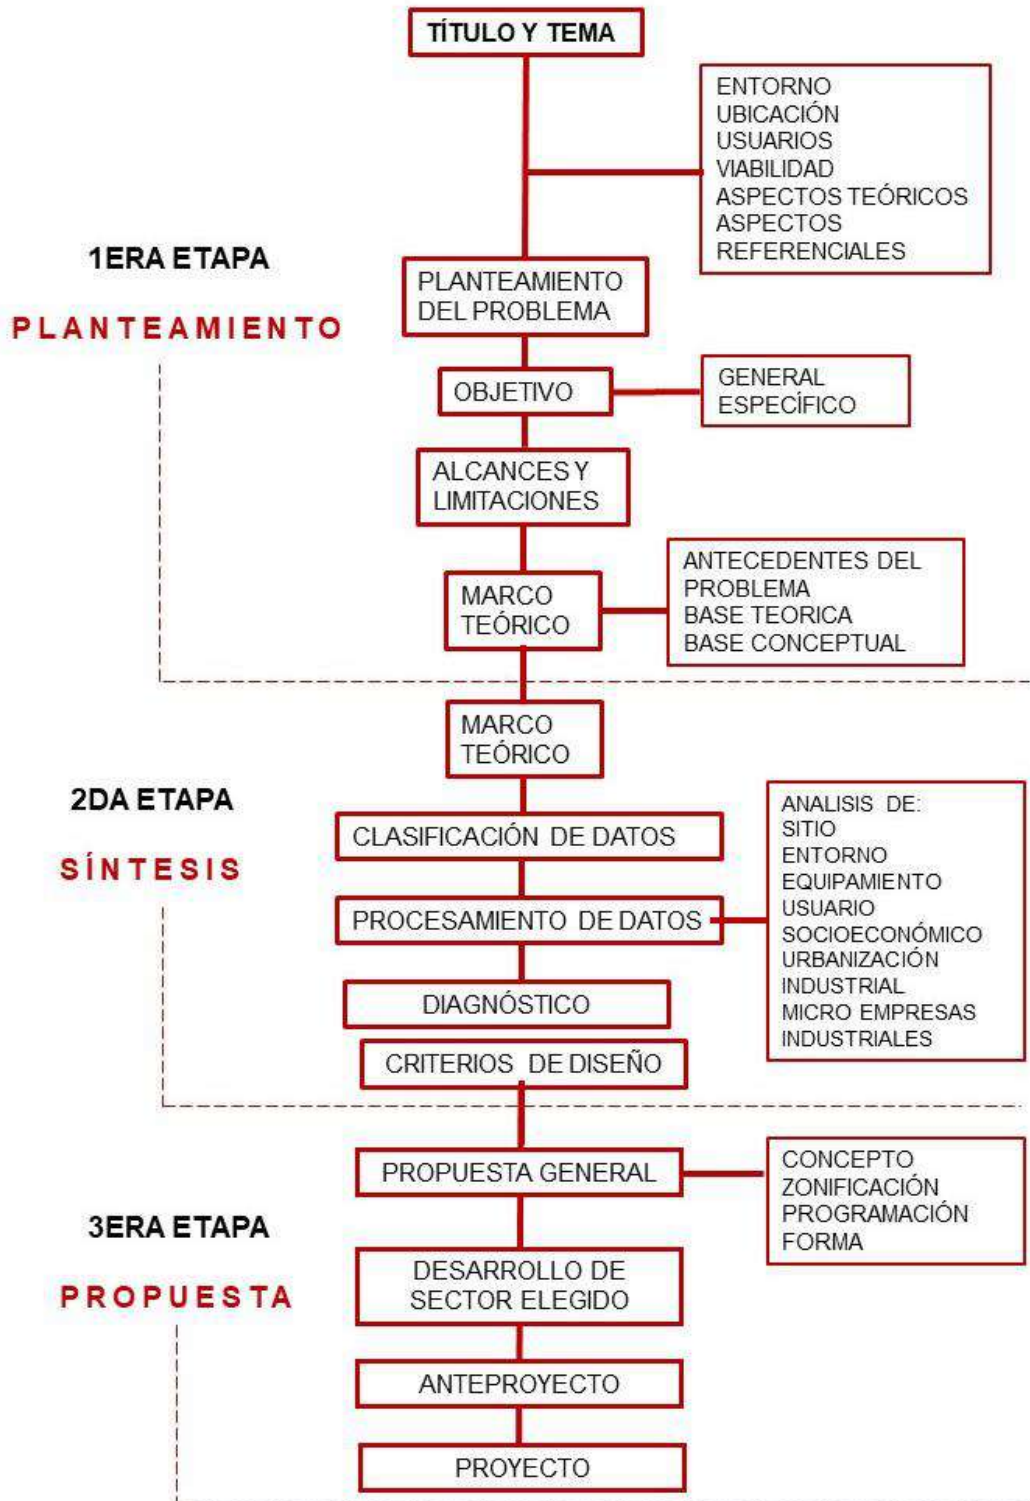 TÍTULO Y TEMA
ENTORNO
UBICACIÓN
USUARIOS
VIABILIDAD
ASPECTOS TEÓRICOS
ASPECTOS
REFERENCIALES
1ERA ETAPA
PLANTEAMIENTO
PLANTEAMIENTO
DEL PROBLEMA
OBJETIVO
GENERAL
ESPECÍFICO
ALCANCES Y
LIMITACIONES
MARCO
TEÓRICO
ANTECEDENTES DEL
PROBLEMA
BASE TEORICA
BASE CONCEPTUAL
MARCO
TEÓRICO
2DA ETAPA
SÍNTESIS
CLASIFICACIÓN DE DATOS
PROCESAMIENTO DE DATOS
ANALISIS DE:
SITIO
ENTORNO
EQUIPAMIENTO
USUARIO
SOCIOECONÓMICO
URBANIZACIÓN
INDUSTRIAL
MICRO EMPRESAS
INDUSTRIALES
DIAGNÓSTICO
CRITERIOS DE DISEÑO
PROPUESTA GENERAL
CONCEPTO
ZONIFICACIÓN
PROGRAMACIÓN
FORMA
3ERA ETAPA
PROPUESTA
DESARROLLO DE
SECTOR ELEGIDO
ANTEPROYECTO
PROYECTO